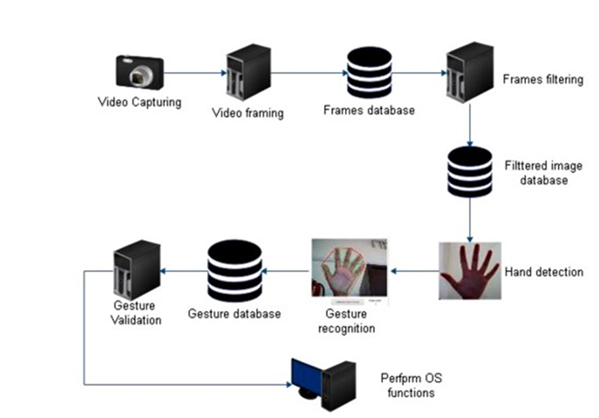 Video Capturing
Video framing
Frames database
Frames filtering
Filttered image
database
Hand detection
Gesture
recognition
Gesture database
Gesture
Validation
Perfprm OS
functions